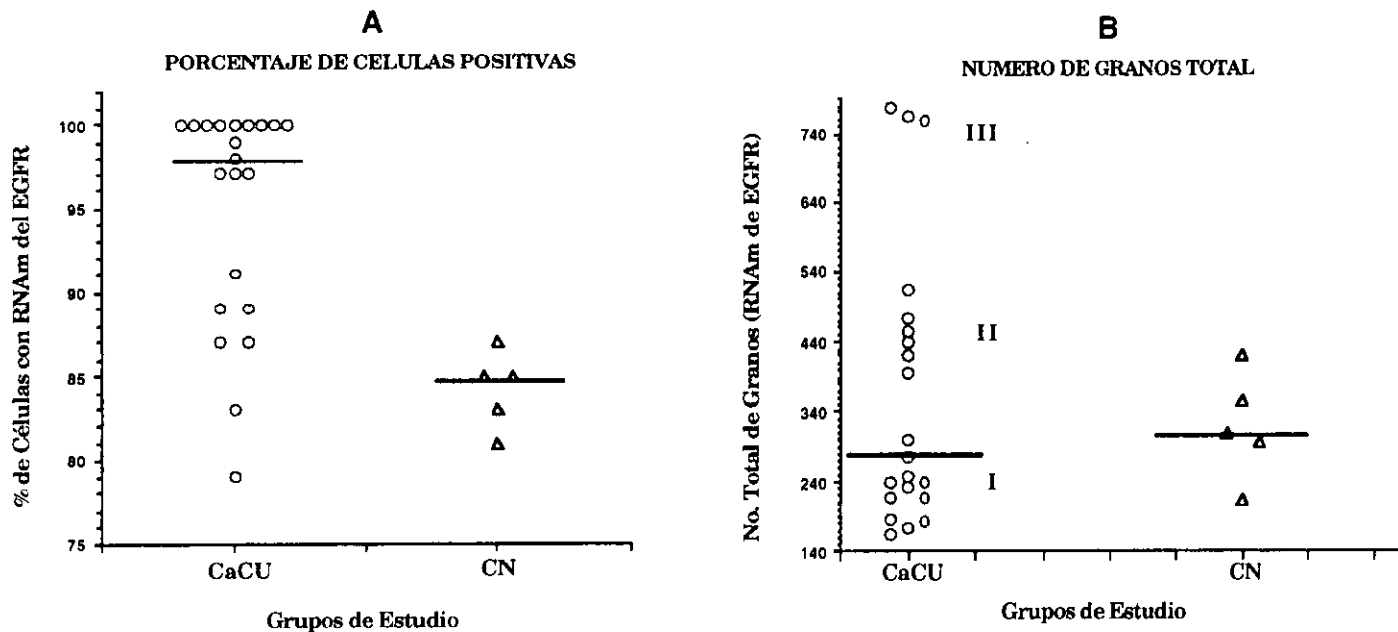 A
PORCENTAJE DE CELULAS POSITIVAS
% de Células con RNAm del EGFR
100
95
90
85
80
75
CaCU
CN
Grupos de Estudio
B
NUMERO DE GRANOS TOTAL
No. Total de Granos (RNAm de EGFR)
740
640
540
440
340
240
140
III
II
I
CaCU
CN
Grupos de Estudio